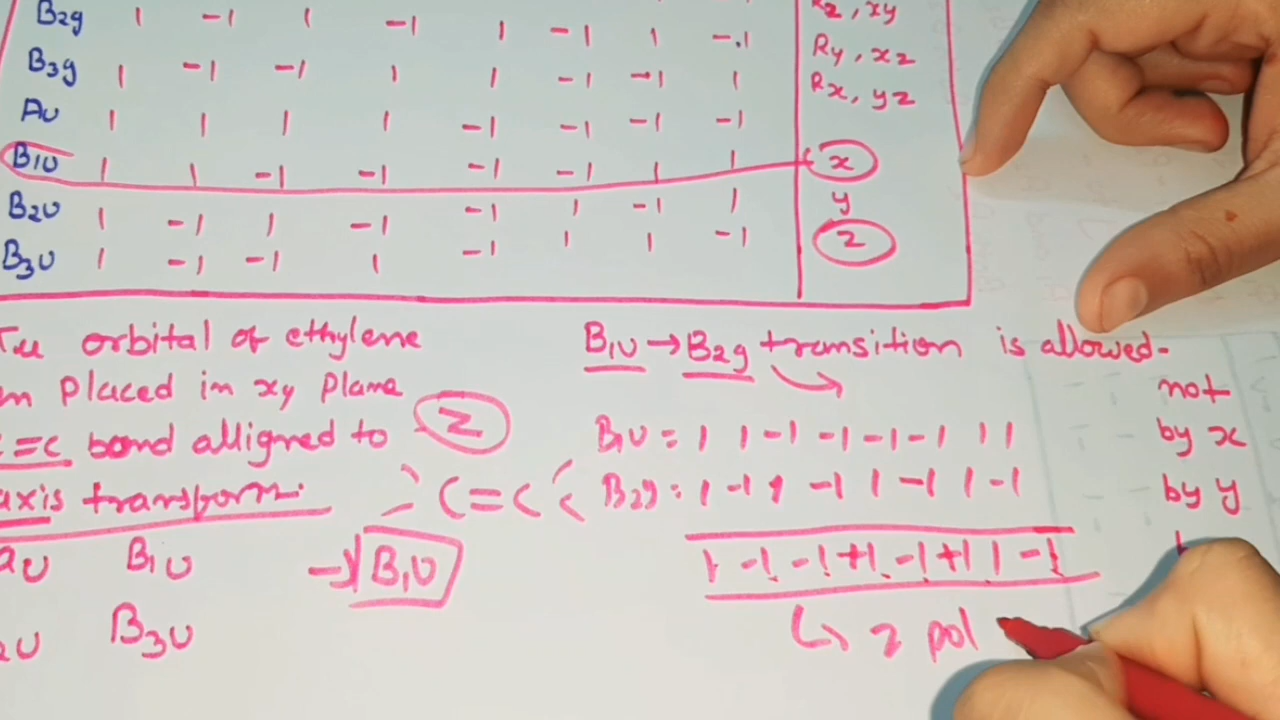 B2g 1 -1 1 -1 1 -1 1 -1 Rz, xy
B3g 1 -1 -1 1 1 -1 -1 1 Ry, xz
Au 1 1 1 1 -1 -1 -1 -1 Rx, yz
B1u 1 1 -1 -1 -1 -1 1 1 x
B2u 1 -1 1 -1 -1 1 -1 1 y
B3u 1 -1 -1 1 -1 1 1 -1 z
orbital of ethylene
placed in xy plane
C=C bond alligned to z
axis transform.
C=C
B1u
B1u
B3u
B1u → B2g transition is allowed-
B1u = 1 1 -1 -1 -1 -1 1 1
B2g: 1 -1 1 -1 1 -1 1 -1
1 -1 -1 +1 -1 +1 1 -1
↳ z pol
not
by x
by y